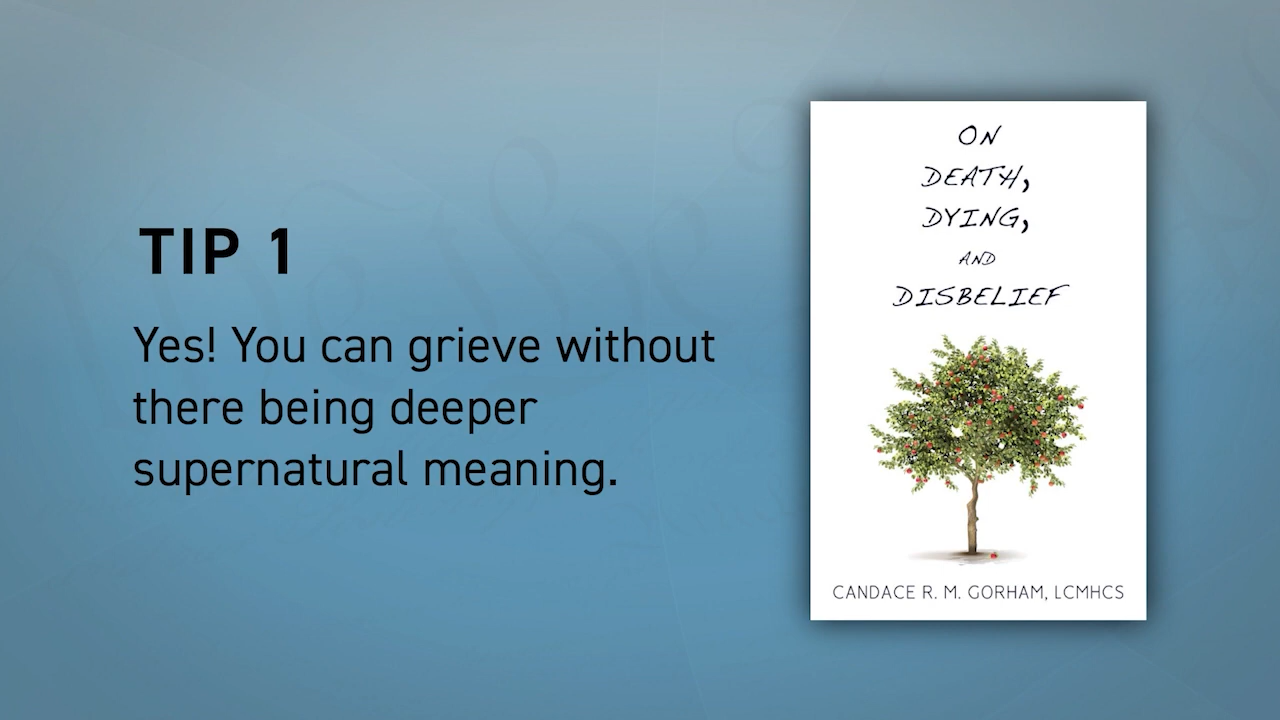 TIP 1
Yes! You can grieve without
there being deeper
supernatural meaning.
ON
DEATH,
DYING,
AND
DISBELIEF
CANDACE R. M. GORHAM, LCMHCS